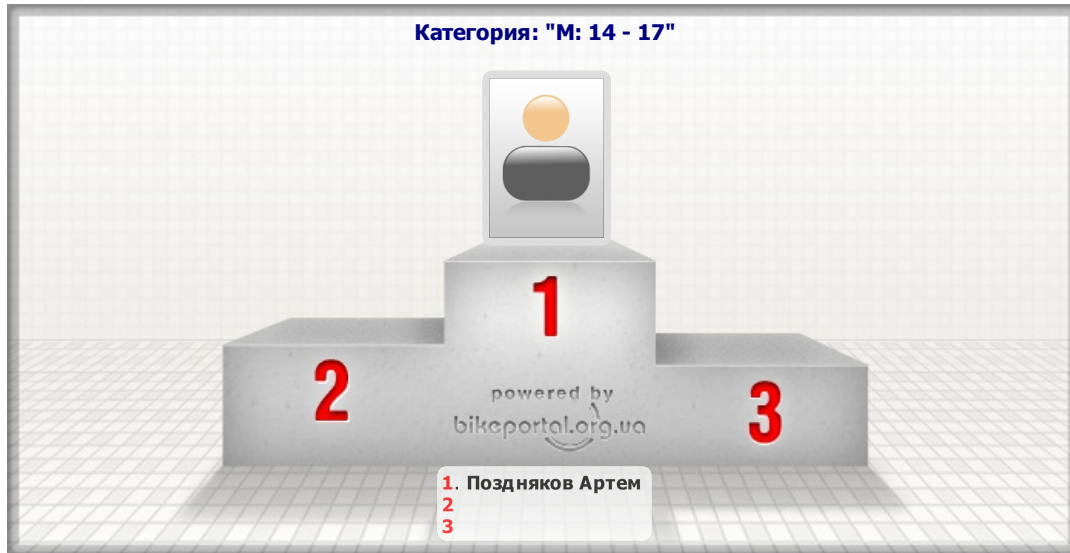 Категория: "М: 14 - 17"
1
2
3
powered by
bikeportal.org.ua
1. Поздняков Артем
2
3